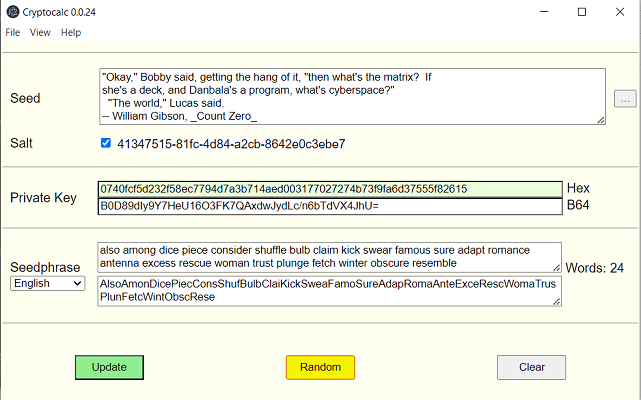 Cryptocalc 0.0.24
File View Help
Seed
"Okay," Bobby said, getting the hang of it, "then what's the matrix? If
she's a deck, and Danbala's a program, what's cyberspace?"
"The world," Lucas said.
-- William Gibson, _Count Zero_
...
Salt
41347515-81fc-4d84-a2cb-8642e0c3ebe7
Private Key
0740fcf5d232f58ec7794d7a3b714aed003177027274b73f9fa6d37555f82615
Hex
B0D89dIy9Y7HeU16O3FK7QAxdwJydLc/n6bTdVX4JhU=
B64
Seedphrase
English
also among dice piece consider shuffle bulb claim kick swear famous sure adapt romance
antenna excess rescue woman trust plunge fetch winter obscure resemble
Words: 24
AlsoAmonDicePiecConsShufBulbClaiKickSweaFamoSureAdapRomaAnteExceRescWomaTrus
PlunFetcWintObscRese
Update
Random
Clear